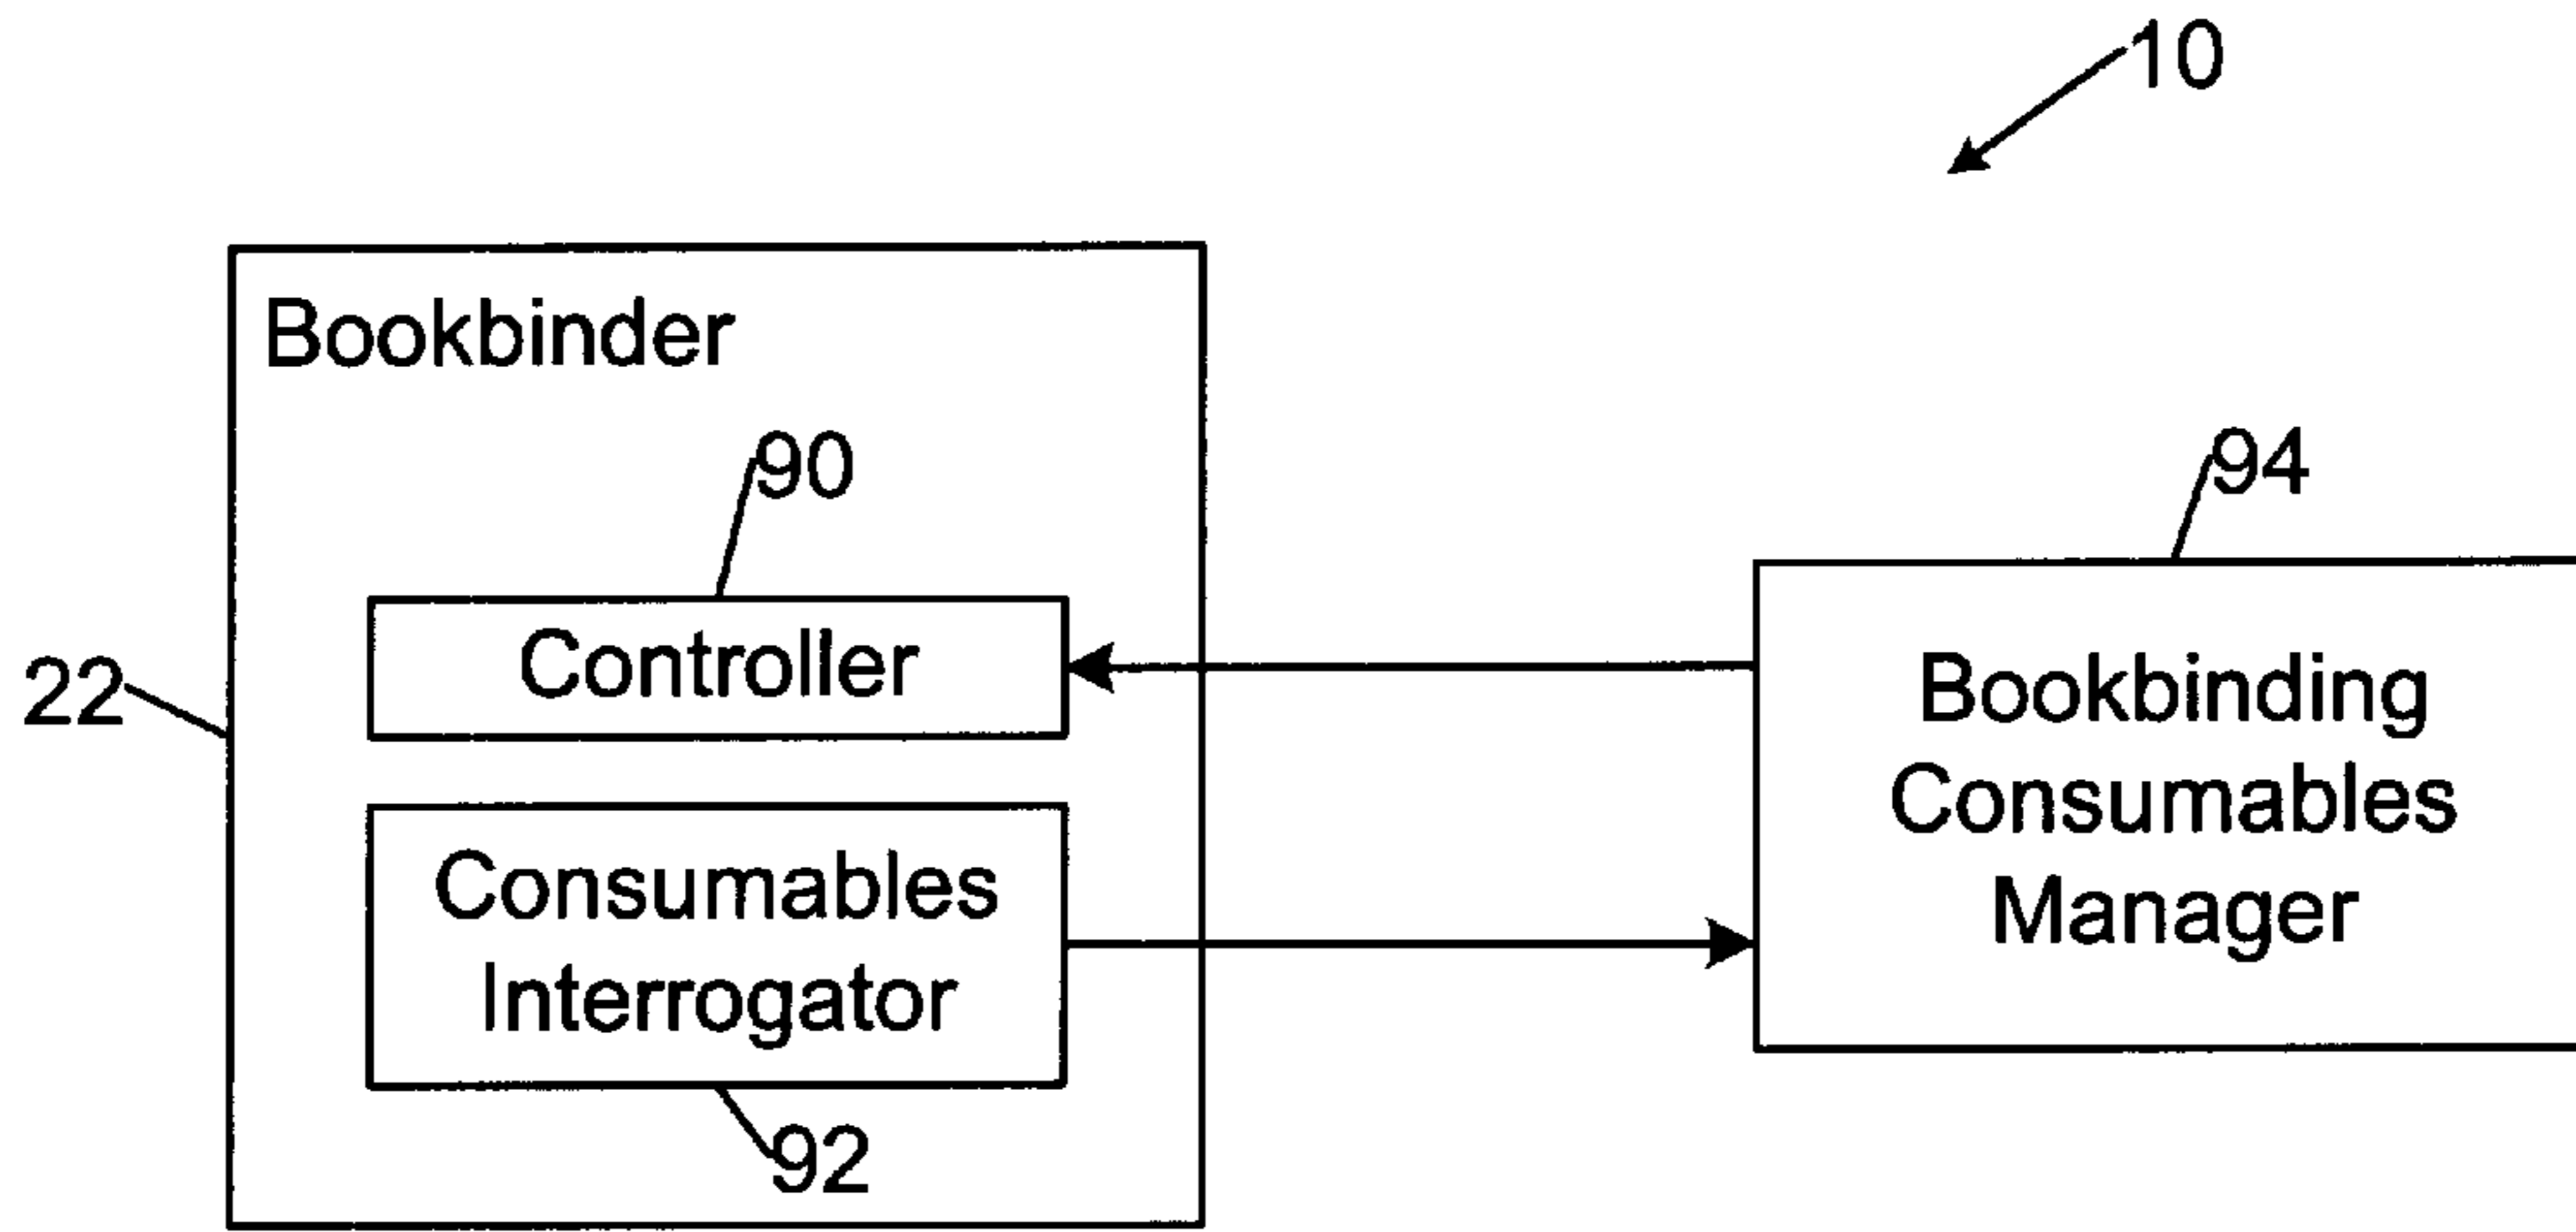 10
Bookbinder
90
94
Controller
22
Bookbinding
Consumables
Manager
Consumables
Interrogator
92